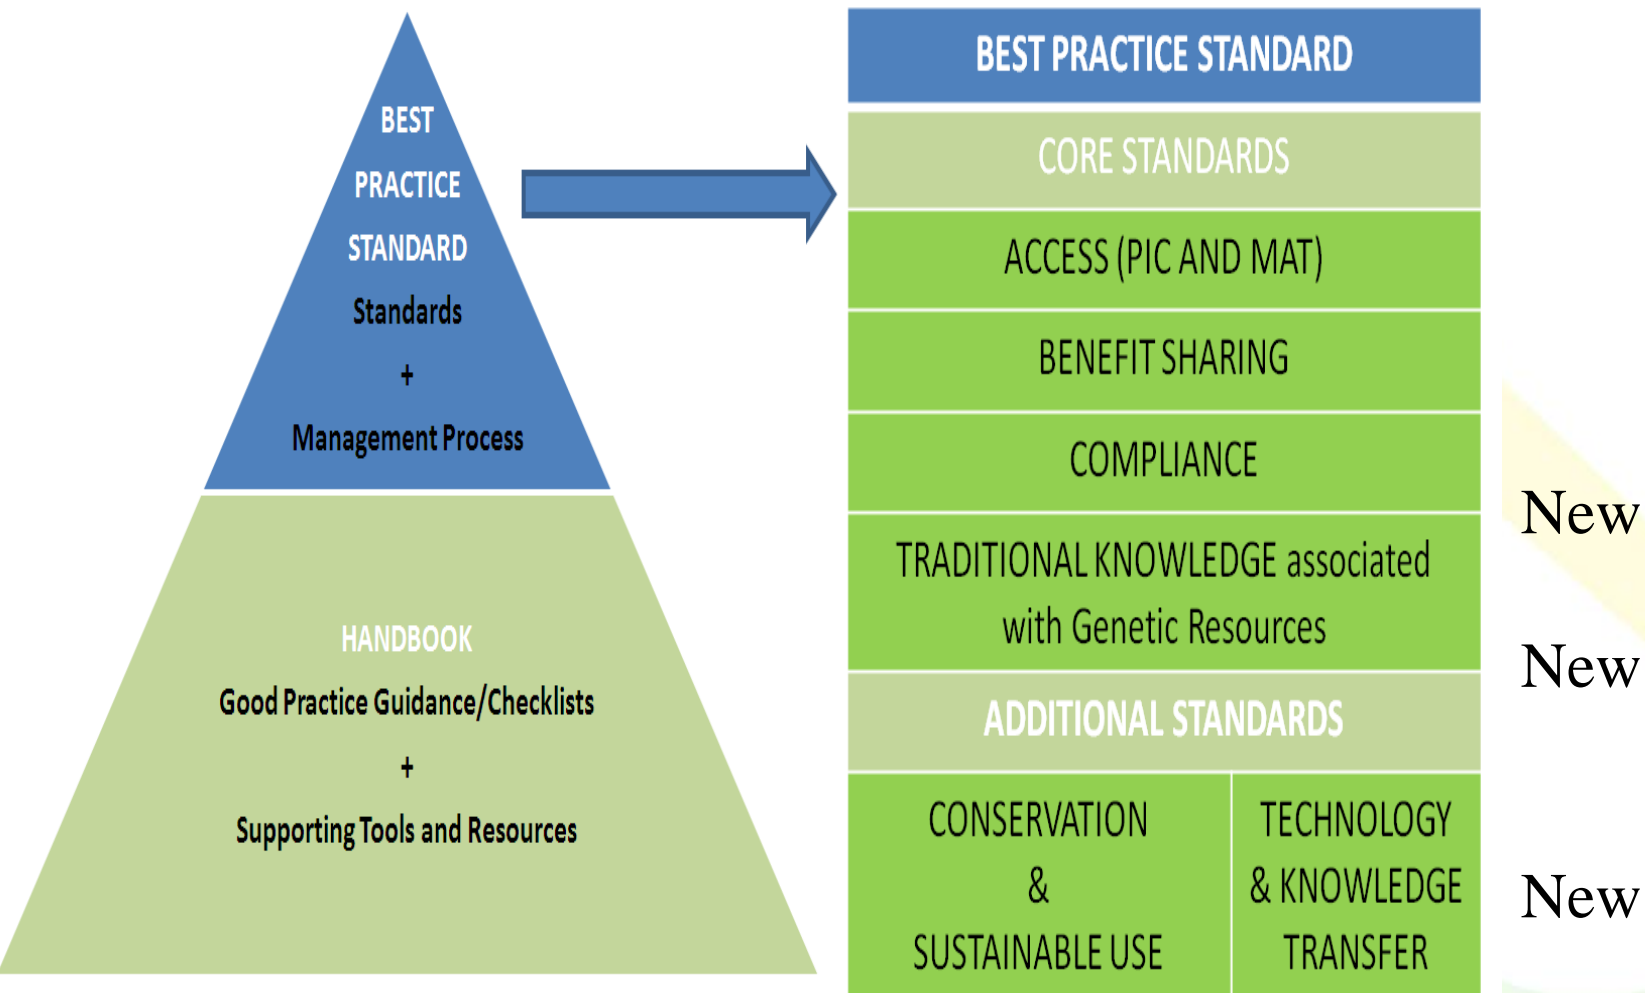 BEST
PRACTICE
STANDARD
Standards
+
Management Process
HANDBOOK
Good Practice Guidance/Checklists
+
Supporting Tools and Resources
BEST PRACTICE STANDARD
CORE STANDARDS
ACCESS (PIC AND MAT)
BENEFIT SHARING
COMPLIANCE
New
TRADITIONAL KNOWLEDGE associated
with Genetic Resources
New
ADDITIONAL STANDARDS
CONSERVATION
&
SUSTAINABLE USE
TECHNOLOGY
& KNOWLEDGE
TRANSFER
New